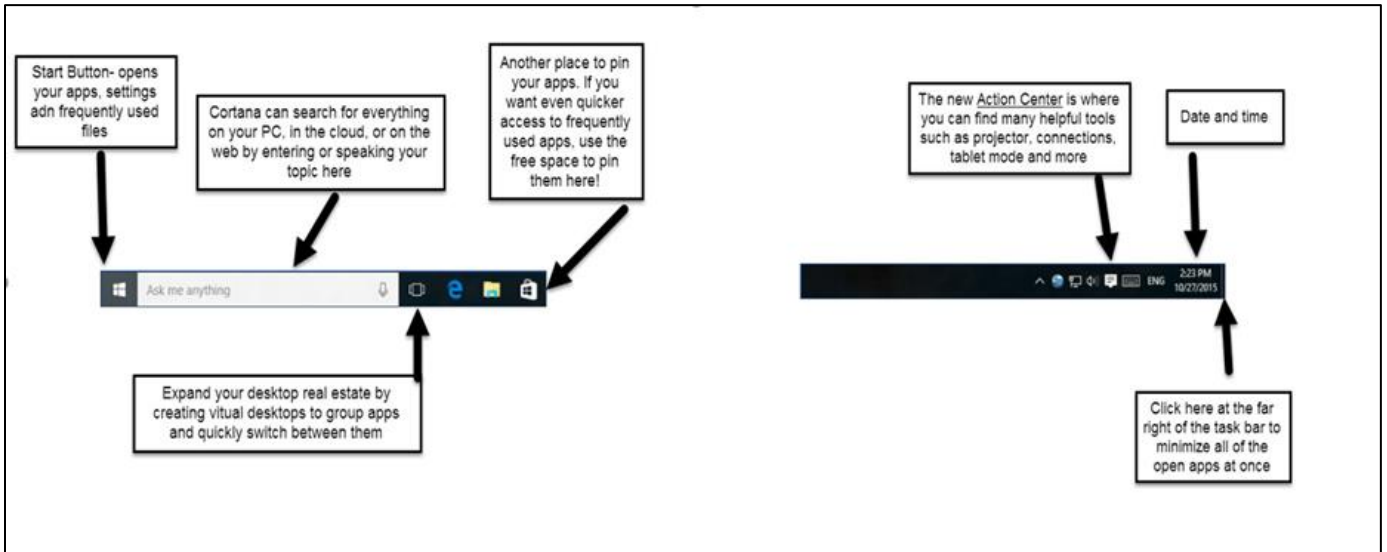 Start Button- opens
your apps, settings
adn frequently used
files
Cortana can search for everything
on your PC, in the cloud, or on the
web by entering or speaking your
topic here
Another place to pin
your apps. If you
want even quicker
access to frequently
used apps, use the
free space to pin
them here!
The new Action Center is where
you can find many helpful tools
such as projector, connections,
tablet mode and more
Date and time
Ask me anything
ENG
2:23 PM
10/27/2015
Expand your desktop real estate by
creating vitual desktops to group apps
and quickly switch between them
Click here at the far
right of the task bar to
minimize all of the
open apps at once